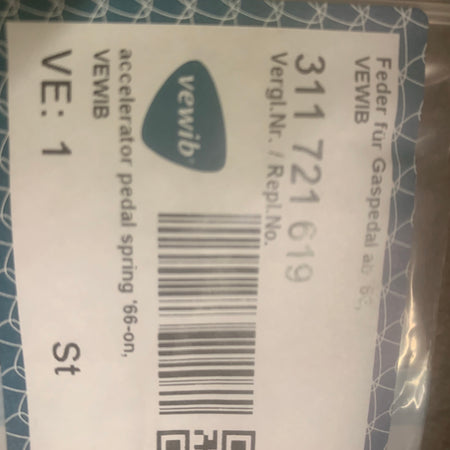 Feder für Gaspedal ab 66,
VEWIB
311 721 619
Vergl.Nr. / Repl.No.
vewib®
accelerator pedal spring '66-on,
VEWIB
VE: 1 St